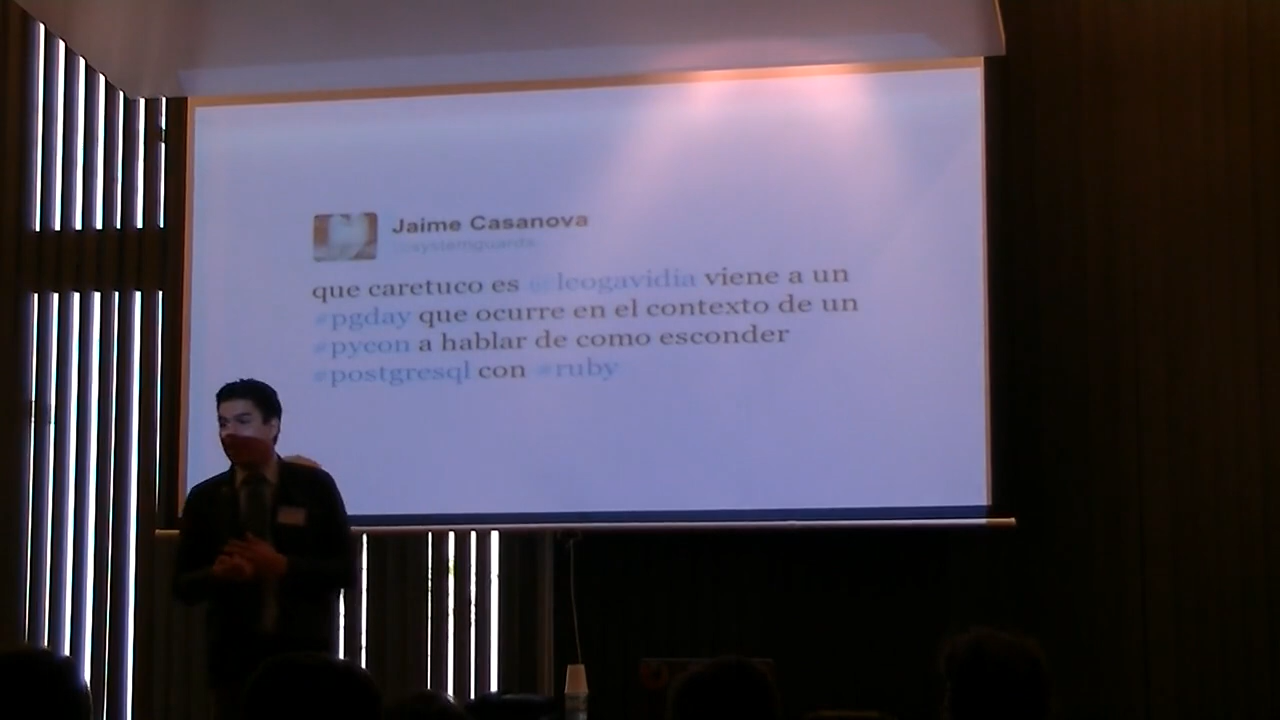 Jaime Casanova
@systemguards
que caretuco es @leogavidia viene a un
#pgday que ocurre en el contexto de un
#pycon a hablar de como esconder
#postgresql con #ruby